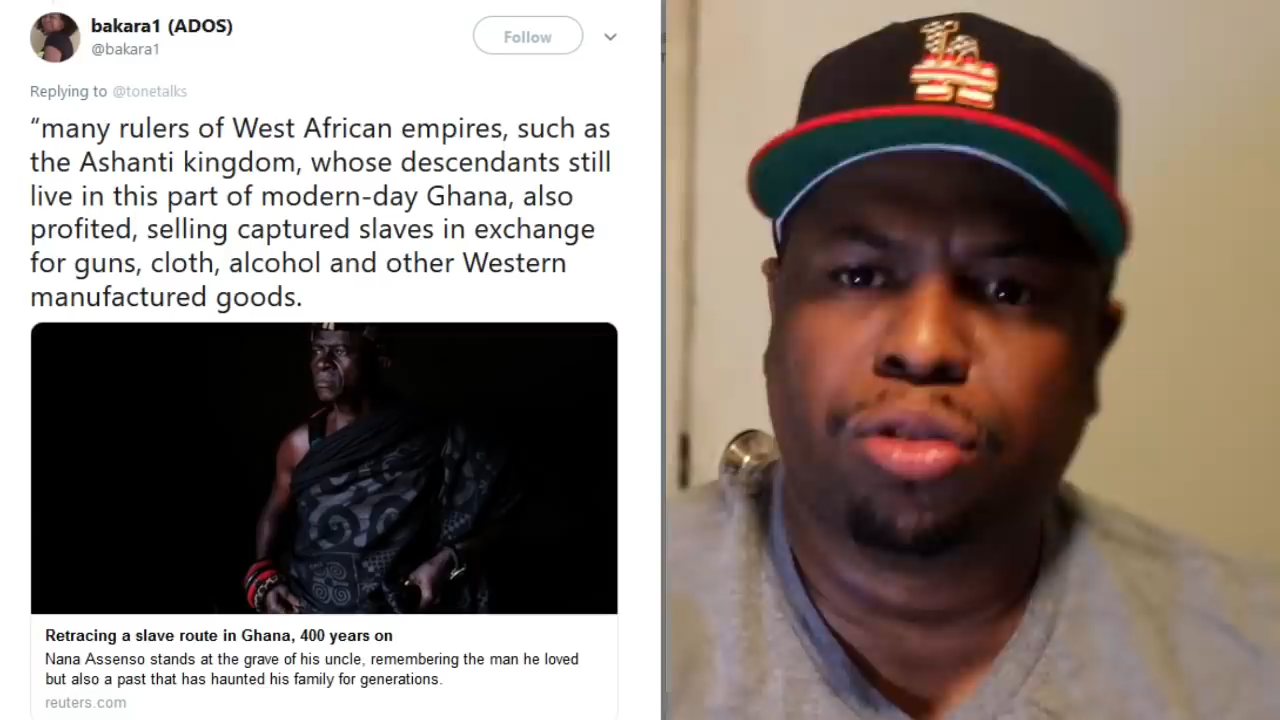 bakara1 (ADOS)
@bakara1
Follow
Replying to @tonetalks
“many rulers of West African empires, such as
the Ashanti kingdom, whose descendants still
live in this part of modern-day Ghana, also
profited, selling captured slaves in exchange
for guns, cloth, alcohol and other Western
manufactured goods.
Retracing a slave route in Ghana, 400 years on
Nana Assenso stands at the grave of his uncle, remembering the man he loved
but also a past that has haunted his family for generations.
reuters.com
LA